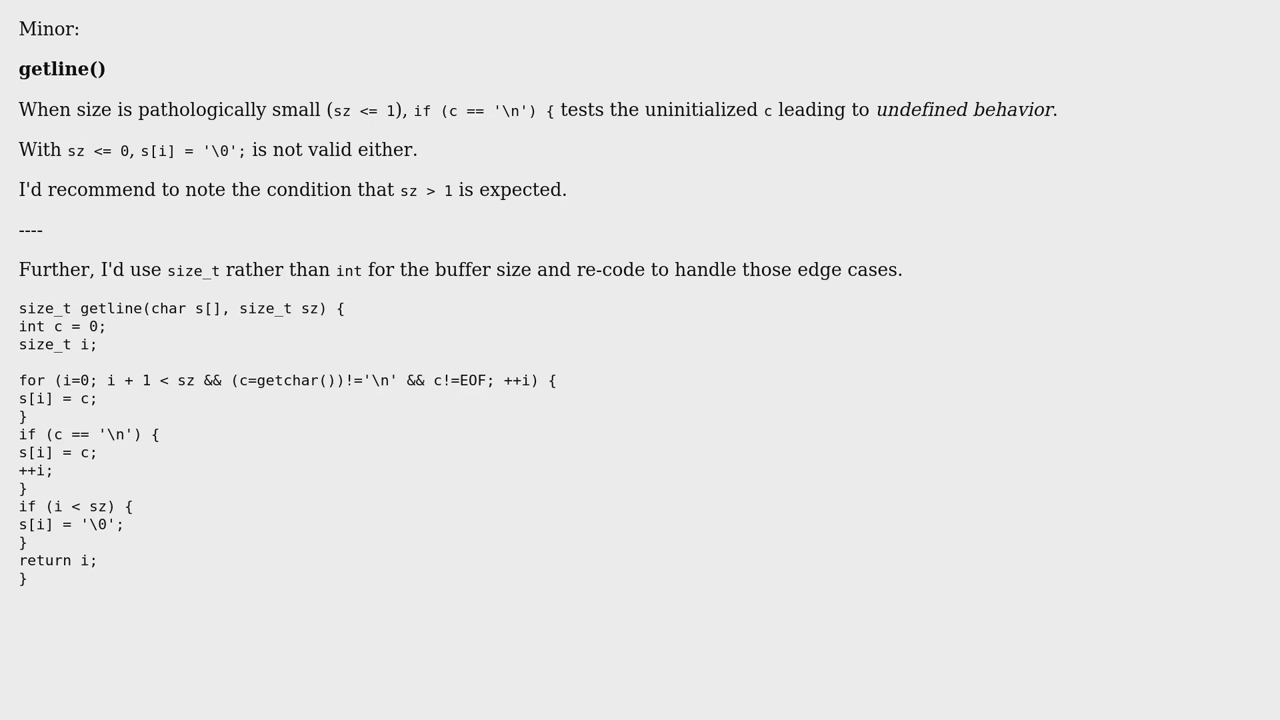 Minor:
getline()
When size is pathologically small (sz <= 1), if (c == '\n') { tests the uninitialized c leading to undefined behavior.
With sz <= 0, s[i] = '\0'; is not valid either.
I'd recommend to note the condition that sz > 1 is expected.
----
Further, I'd use size_t rather than int for the buffer size and re-code to handle those edge cases.
size_t getline(char s[], size_t sz) {
int c = 0;
size_t i;
for (i=0; i + 1 < sz && (c=getchar())!='\n' && c!=EOF; ++i) {
s[i] = c;
}
if (c == '\n') {
s[i] = c;
++i;
}
if (i < sz) {
s[i] = '\0';
}
return i;
}